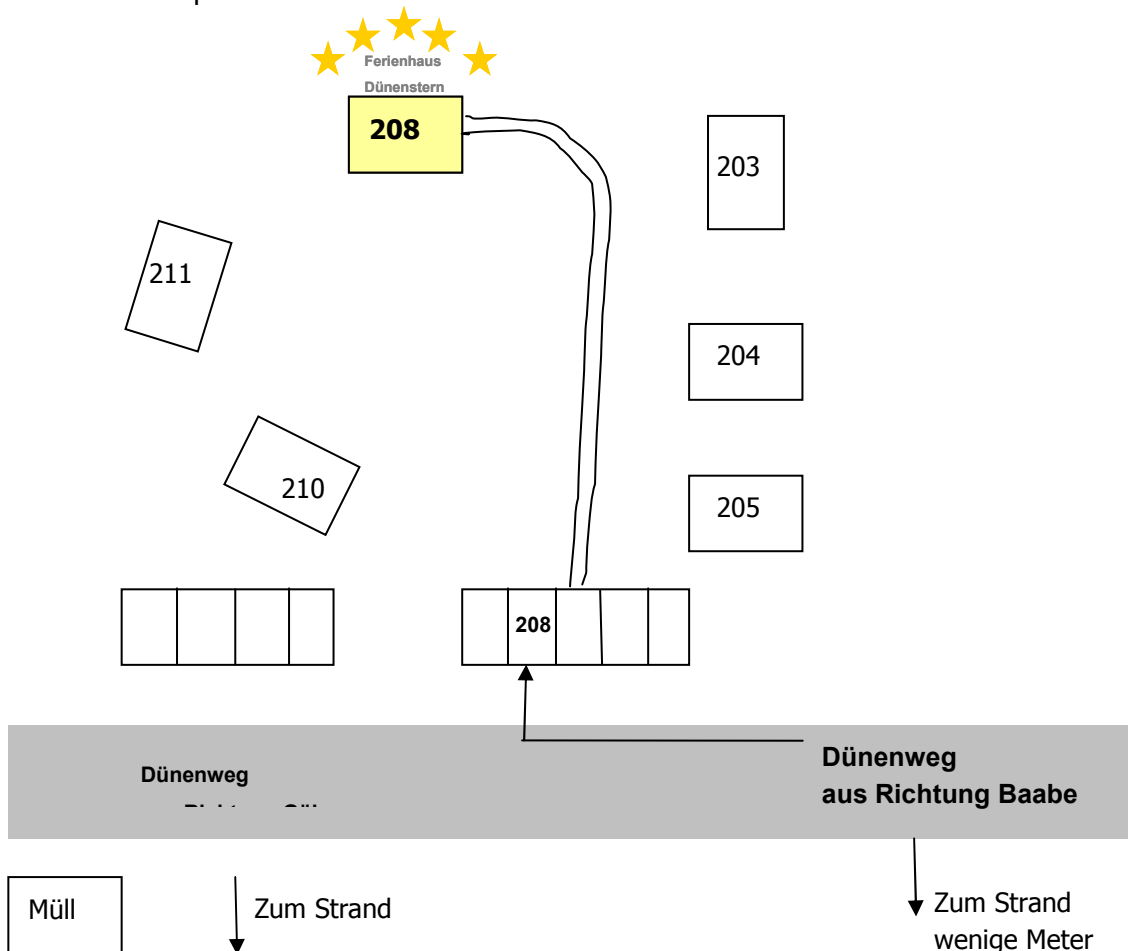 Ferienhaus
Dünenstern
208
203
211
204
210
205
208
Dünenweg
Dünenweg
aus Richtung Baabe
Müll
Zum Strand
Zum Strand
wenige Meter